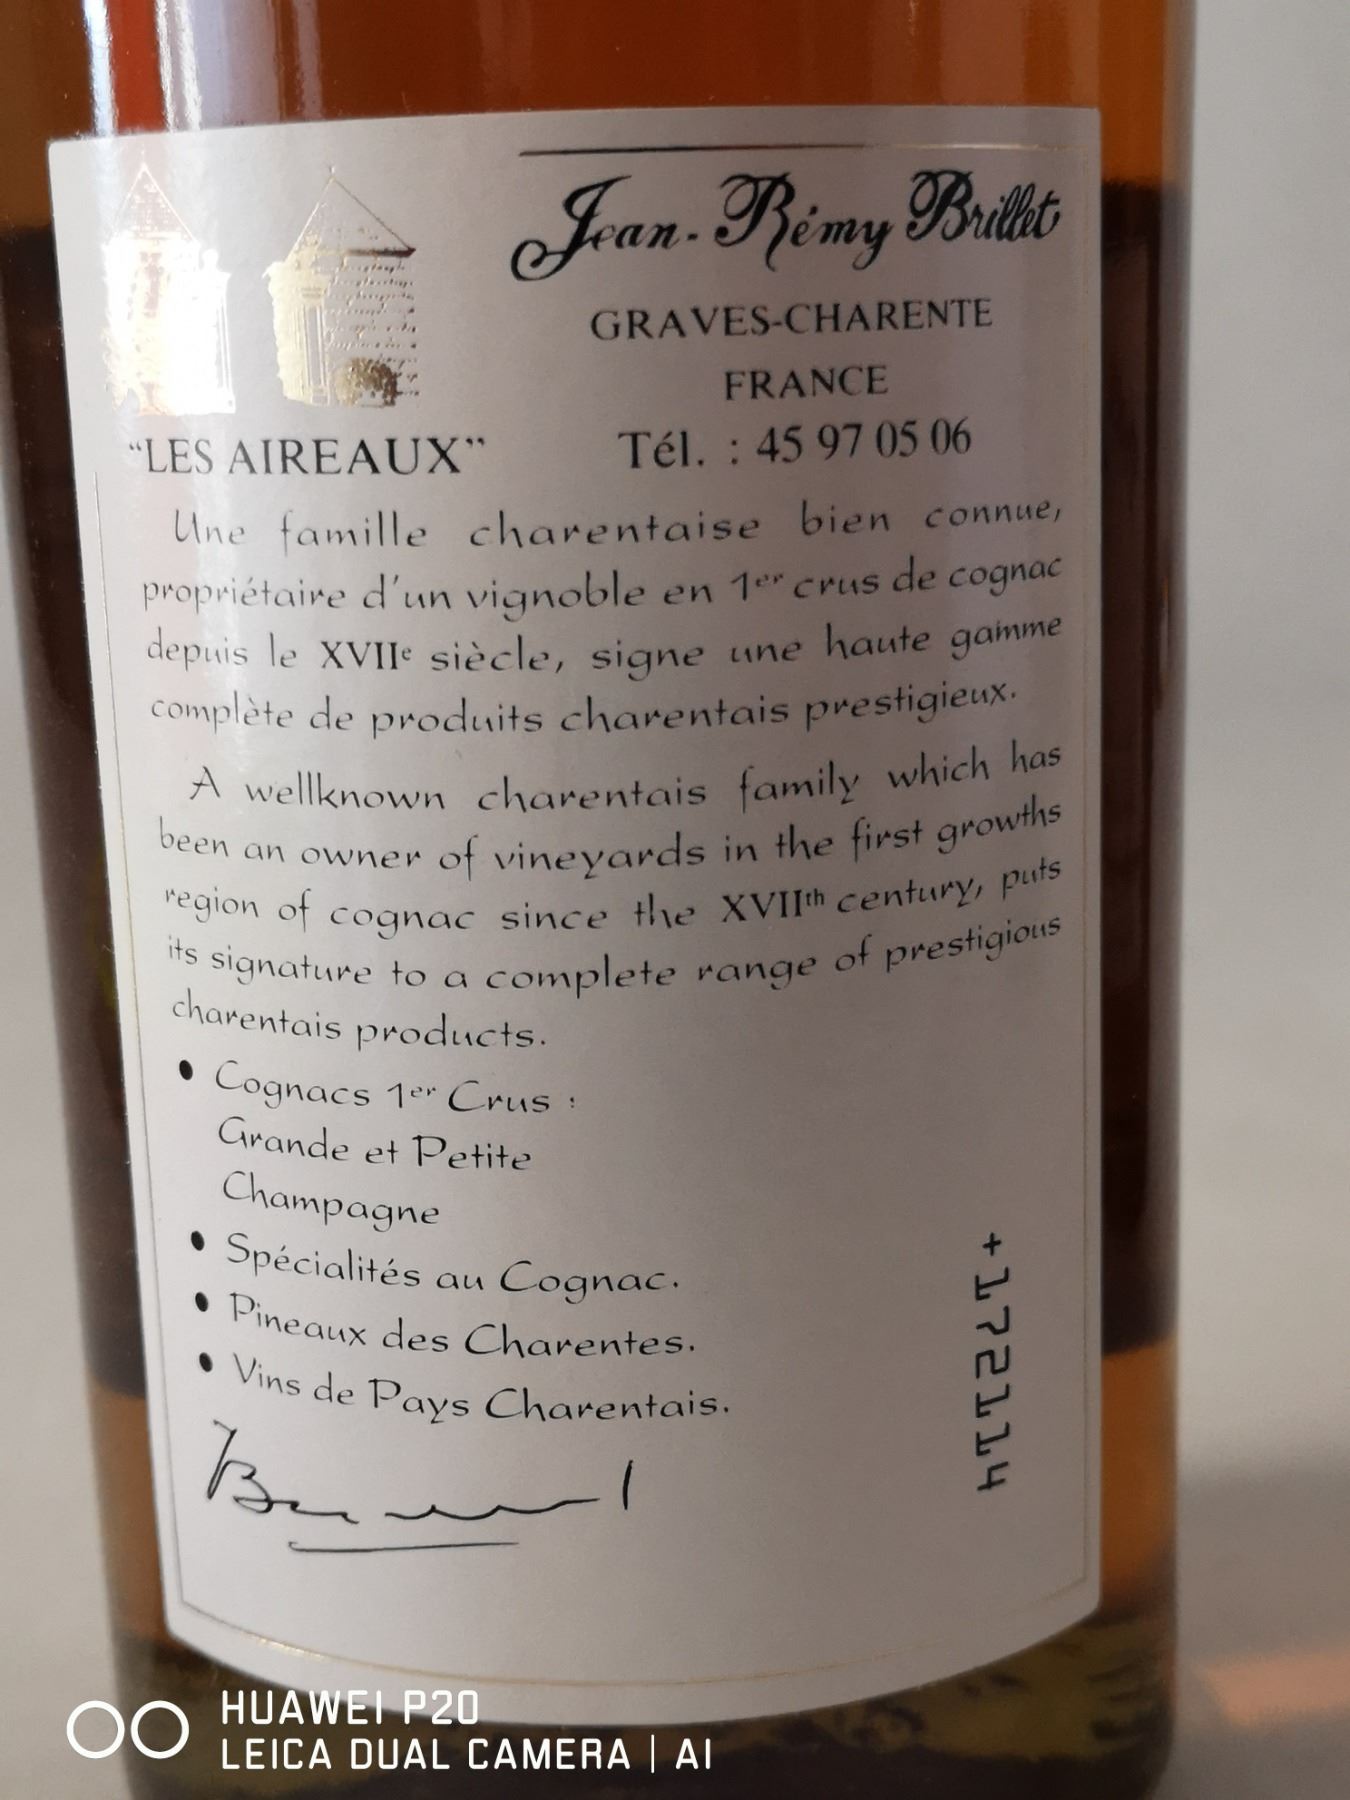 Jean-Rémy Brillet
GRAVES-CHARENTE
FRANCE
Tél. : 45 97 05 06
"LES AIREAUX"
Une famille charentaise bien connue,
propriétaire d'un vignoble en 1er crus de cognac
depuis le XVIIe siècle, signe une haute gamme
complète de produits charentais prestigieux.
A wellknown charentais family which has
been an owner of vineyards in the first growths
region of cognac since the XVIIth century, puts
its signature to a complete range of prestigious
charentais products.
• Cognacs 1er Crus :
Grande et Petite
Champagne
• Spécialités au Cognac.
• Pineaux des Charentes.
• Vins de Pays Charentais.
+172114
HUAWEI P20
LEICA DUAL CAMERA | AI